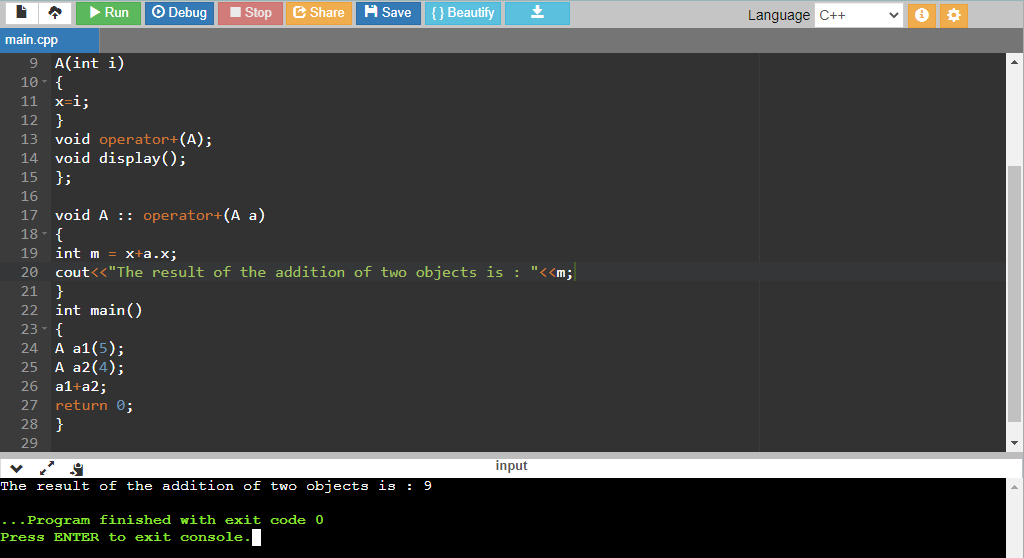 Run Debug Stop Share Save { } Beautify Language C++
main.cpp
9 A(int i)
10 {
11 x=i;
12 }
13 void operator+(A);
14 void display();
15 };
16
17 void A :: operator+(A a)
18 {
19 int m = x+a.x;
20 cout<<"The result of the addition of two objects is : "<<m;
21 }
22 int main()
23 {
24 A a1(5);
25 A a2(4);
26 a1+a2;
27 return 0;
28 }
29
input
The result of the addition of two objects is : 9
...Program finished with exit code 0
Press ENTER to exit console.